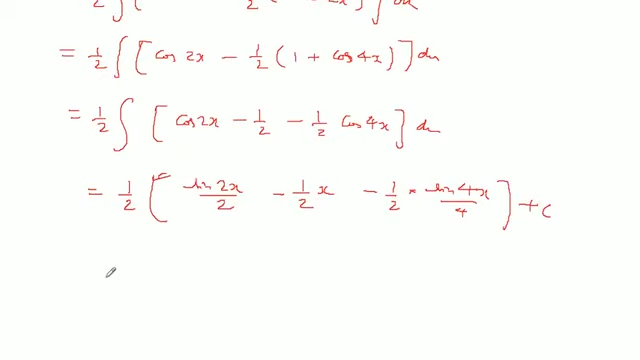 = 1/2 ∫ [ cos 2x − 1/2 ( 1 + cos 4x ) ] dx
= 1/2 ∫ [ cos 2x − 1/2 − 1/2 cos 4x ] dx
= 1/2 [ sin 2x / 2 − 1/2 x − 1/2 * sin 4x / 4 ] + C